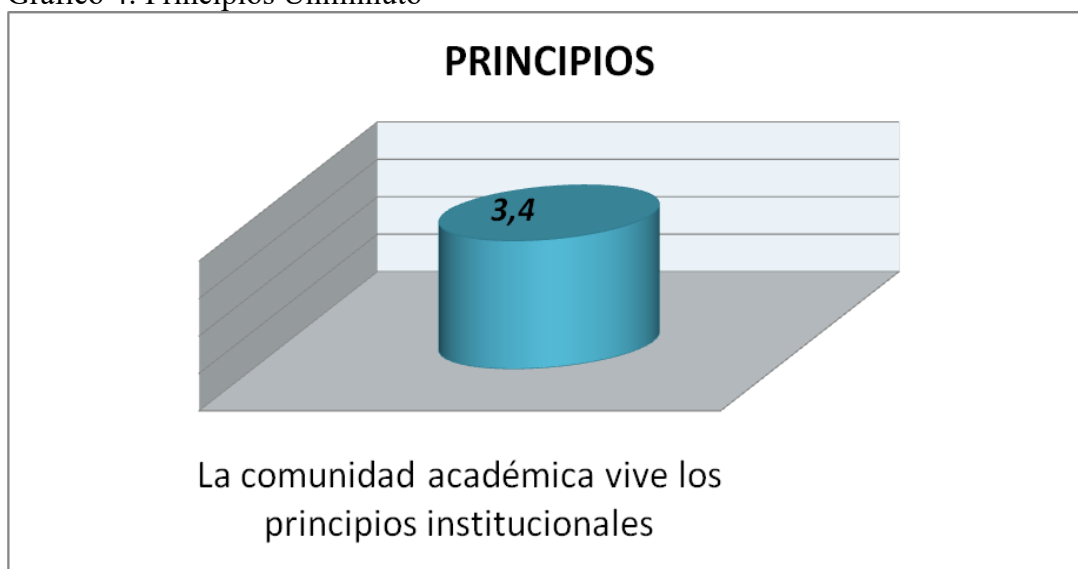 Gráfico 4. Principios Uniminuto
PRINCIPIOS
3,4
La comunidad académica vive los
principios institucionales